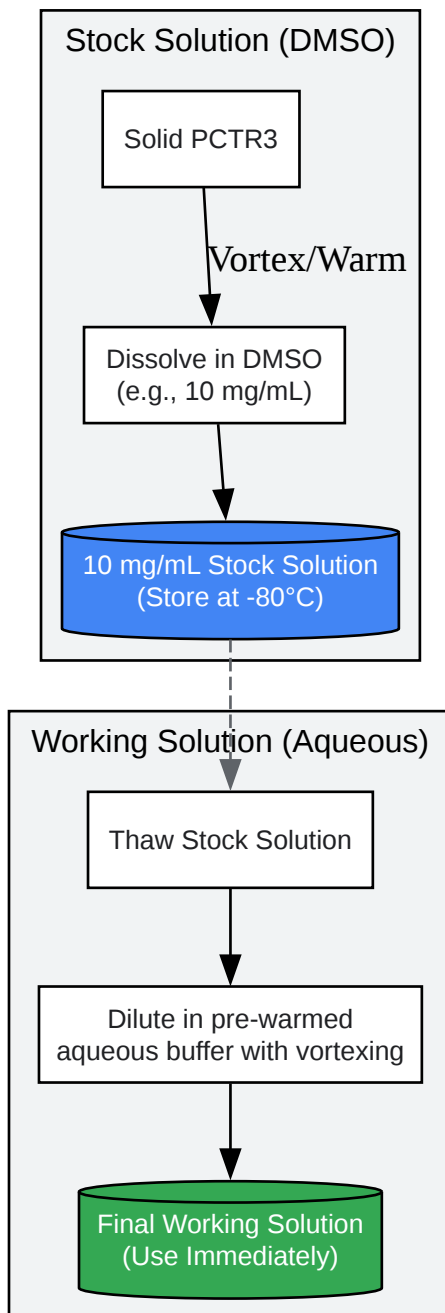 Stock Solution (DMSO)
Solid PCTR3
Vortex/Warm
Dissolve in DMSO
(e.g., 10 mg/mL)
10 mg/mL Stock Solution
(Store at -80°C)
Working Solution (Aqueous)
Thaw Stock Solution
Dilute in pre-warmed
aqueous buffer with vortexing
Final Working Solution
(Use Immediately)